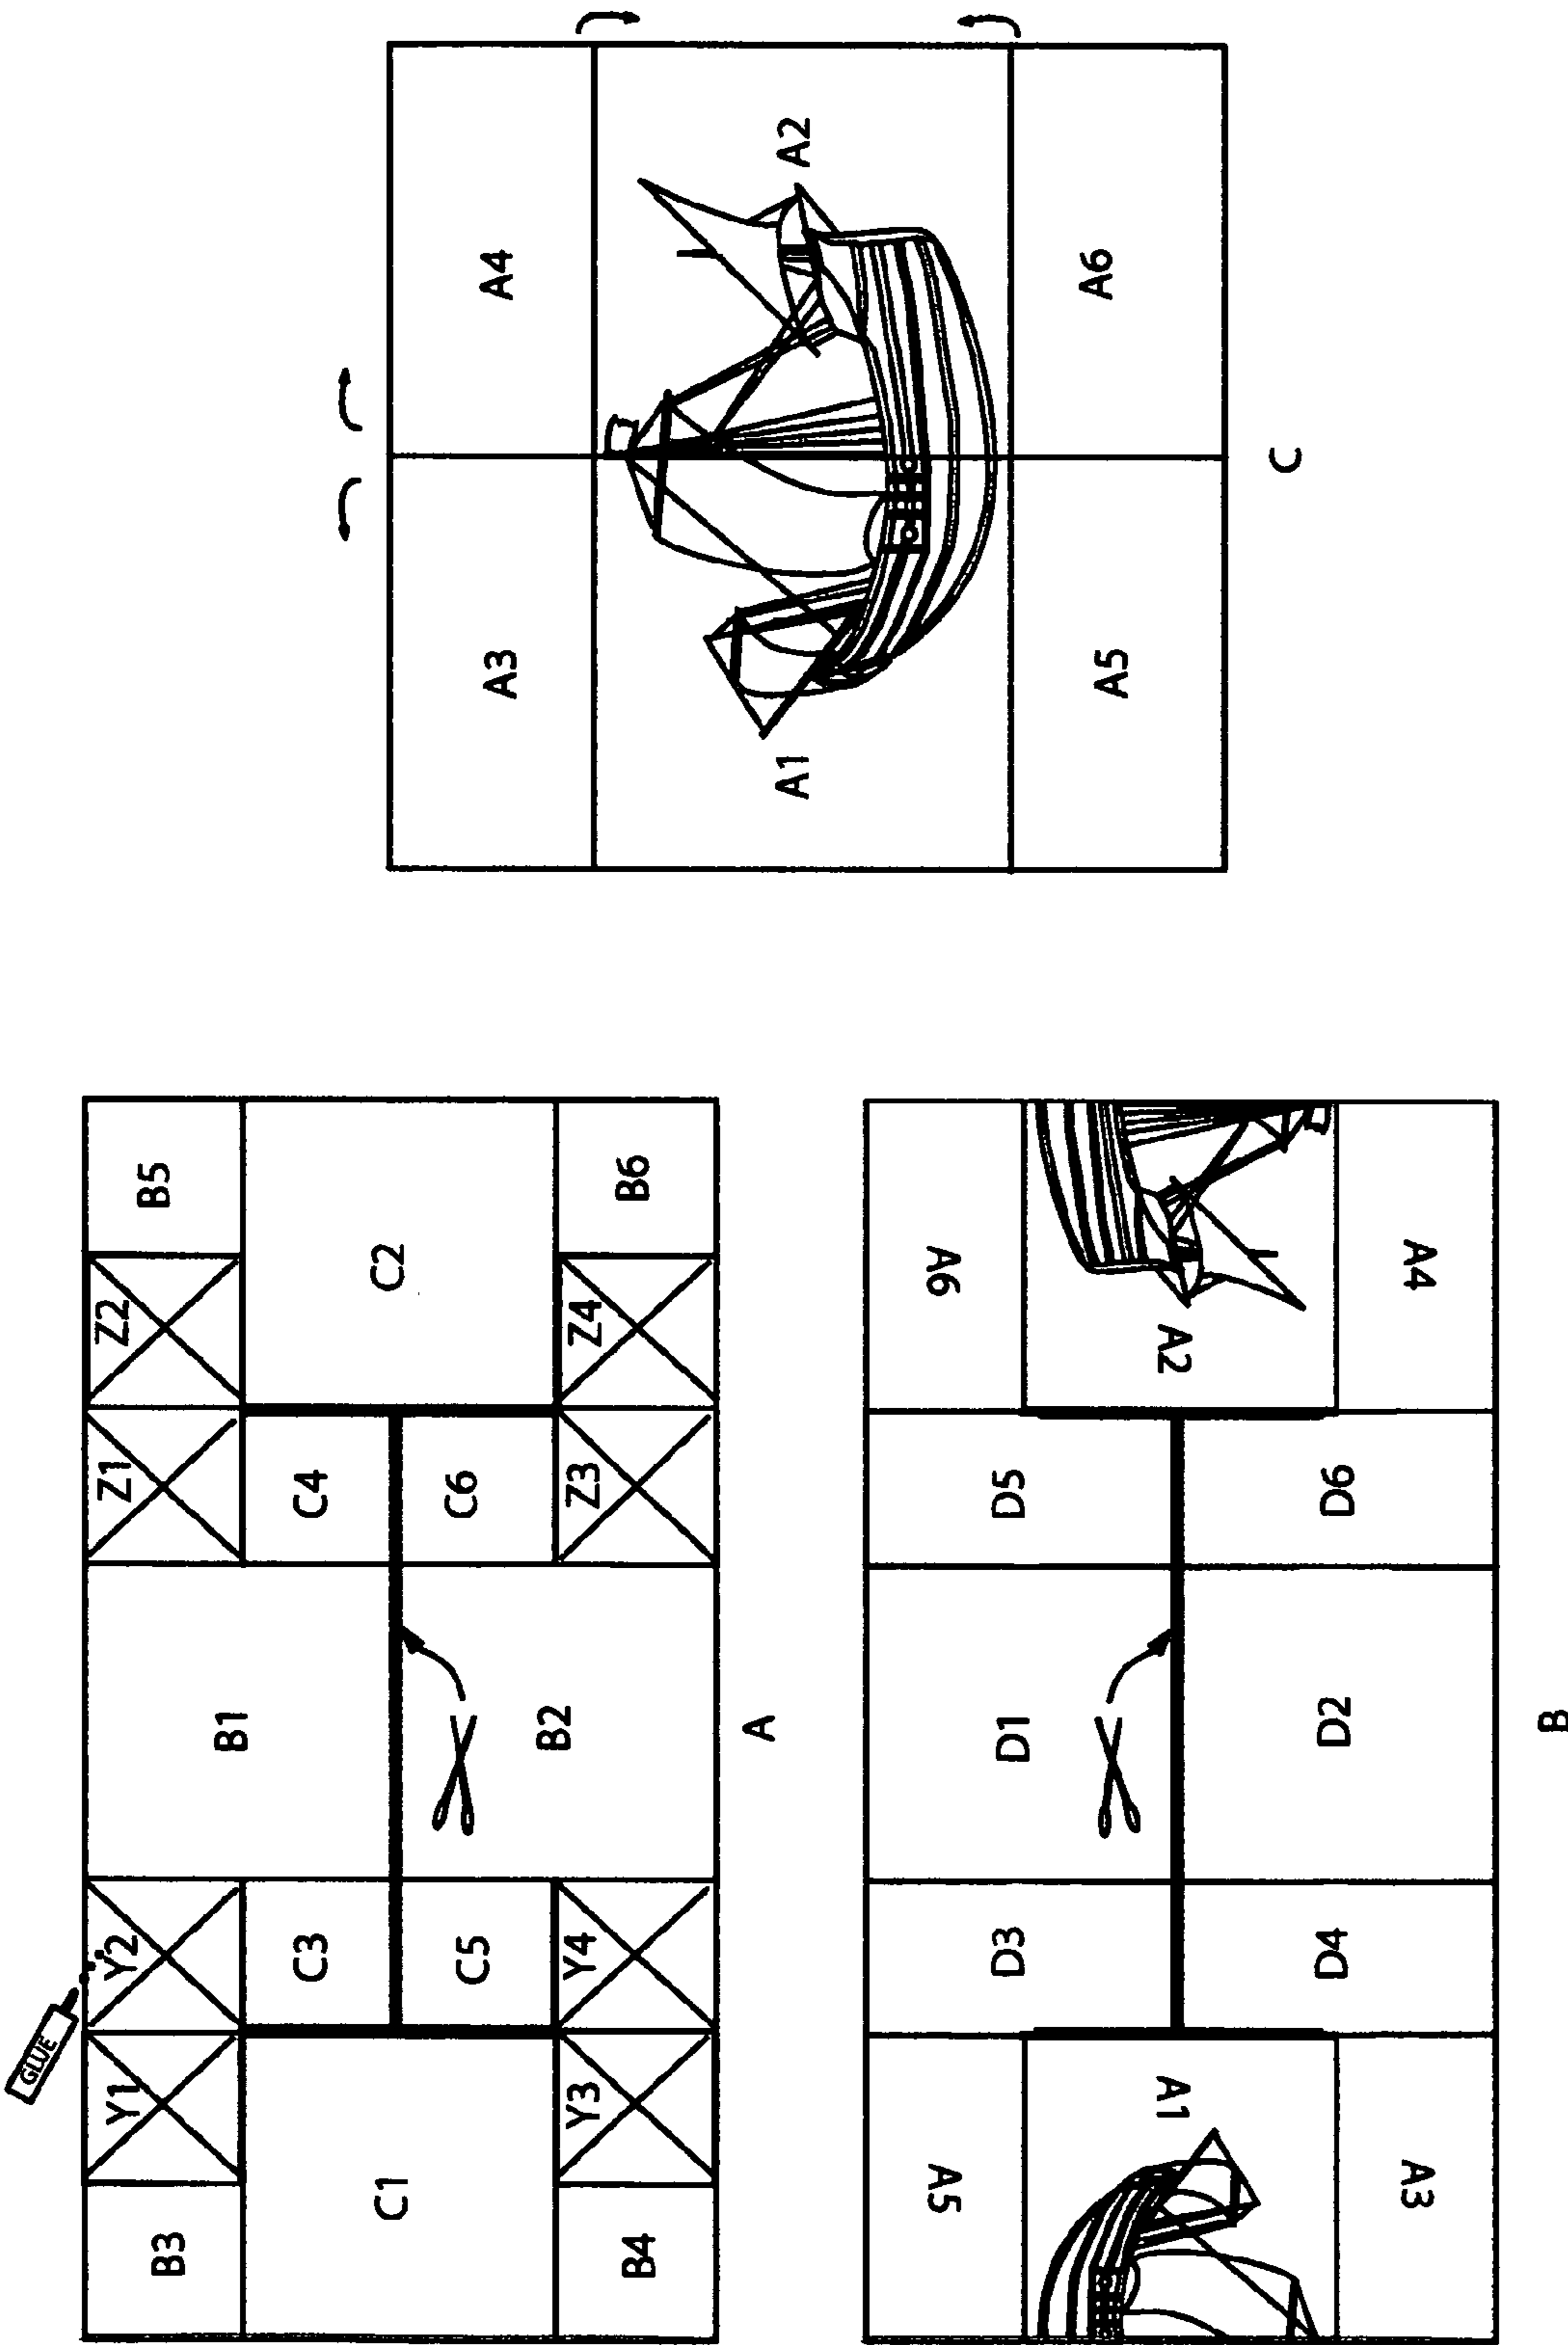 GLUE
B3 Y1 Y2 Z1 Z2 B5
B1
C3 C4
C1 C2
C5 C6
B2
B4 Y3 Y4 Z3 Z4 B6
A
A5 D3 D1 D5 A6
A1 A2
A3 D4 D2 D6 A4
B
A3 A4
A1 A2
A5 A6
C